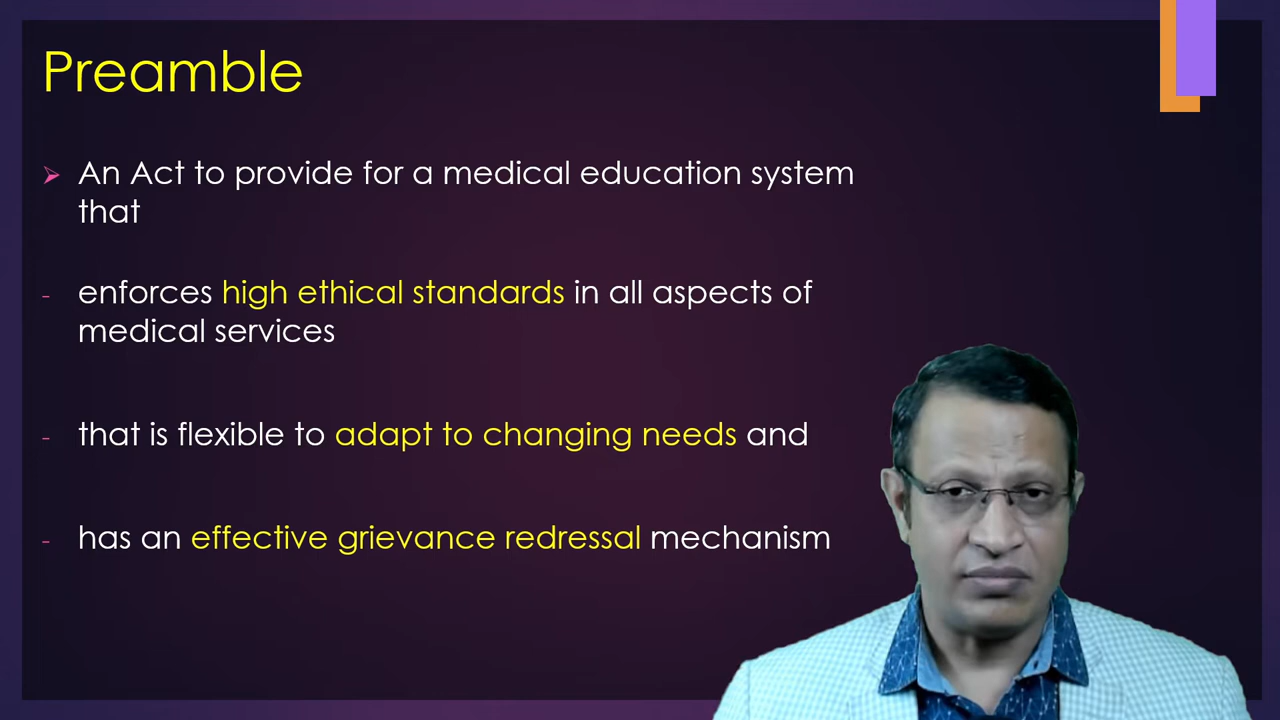 Preamble
An Act to provide for a medical education system
that
- enforces high ethical standards in all aspects of
medical services
- that is flexible to adapt to changing needs and
- has an effective grievance redressal mechanism